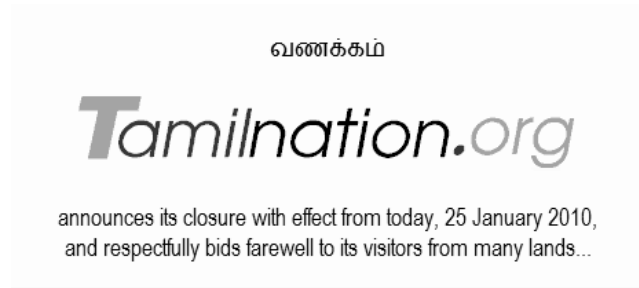 வணக்கம்
Tamilnation.org
announces its closure with effect from today, 25 January 2010,
and respectfully bids farewell to its visitors from many lands...